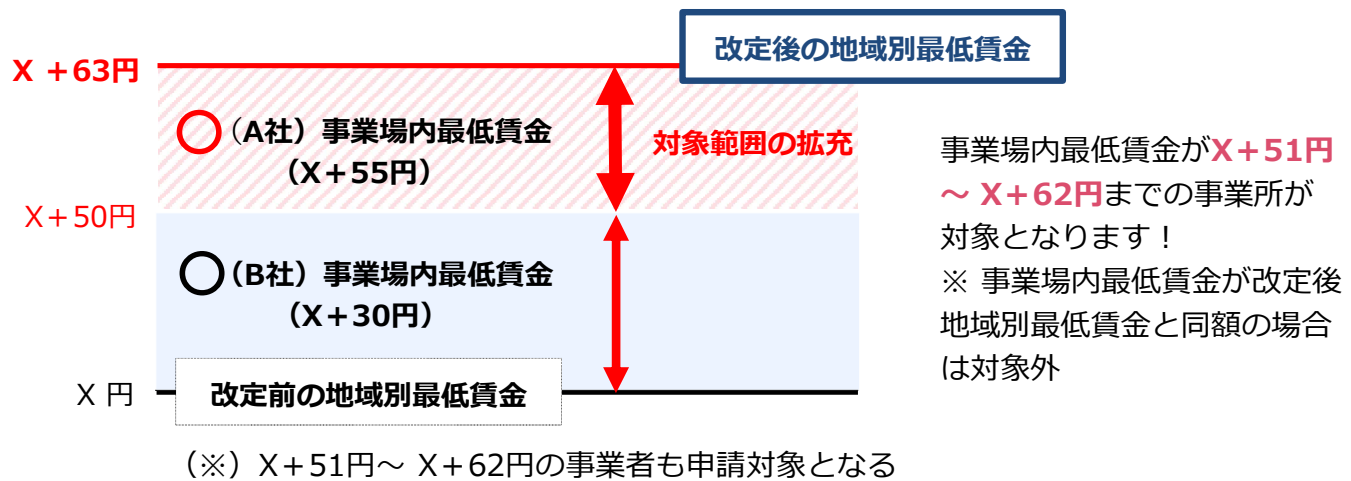 改定後の地域別最低賃金
X +63円
(A社)事業場内最低賃金
(X+55円)
対象範囲の拡充
X+50円
(B社)事業場内最低賃金
(X+30円)
X 円
改定前の地域別最低賃金
(※)X+51円～ X+62円の事業者も申請対象となる
事業場内最低賃金がX+51円
～ X+62円までの事業所が
対象となります！
※ 事業場内最低賃金が改定後
地域別最低賃金と同額の場合
は対象外